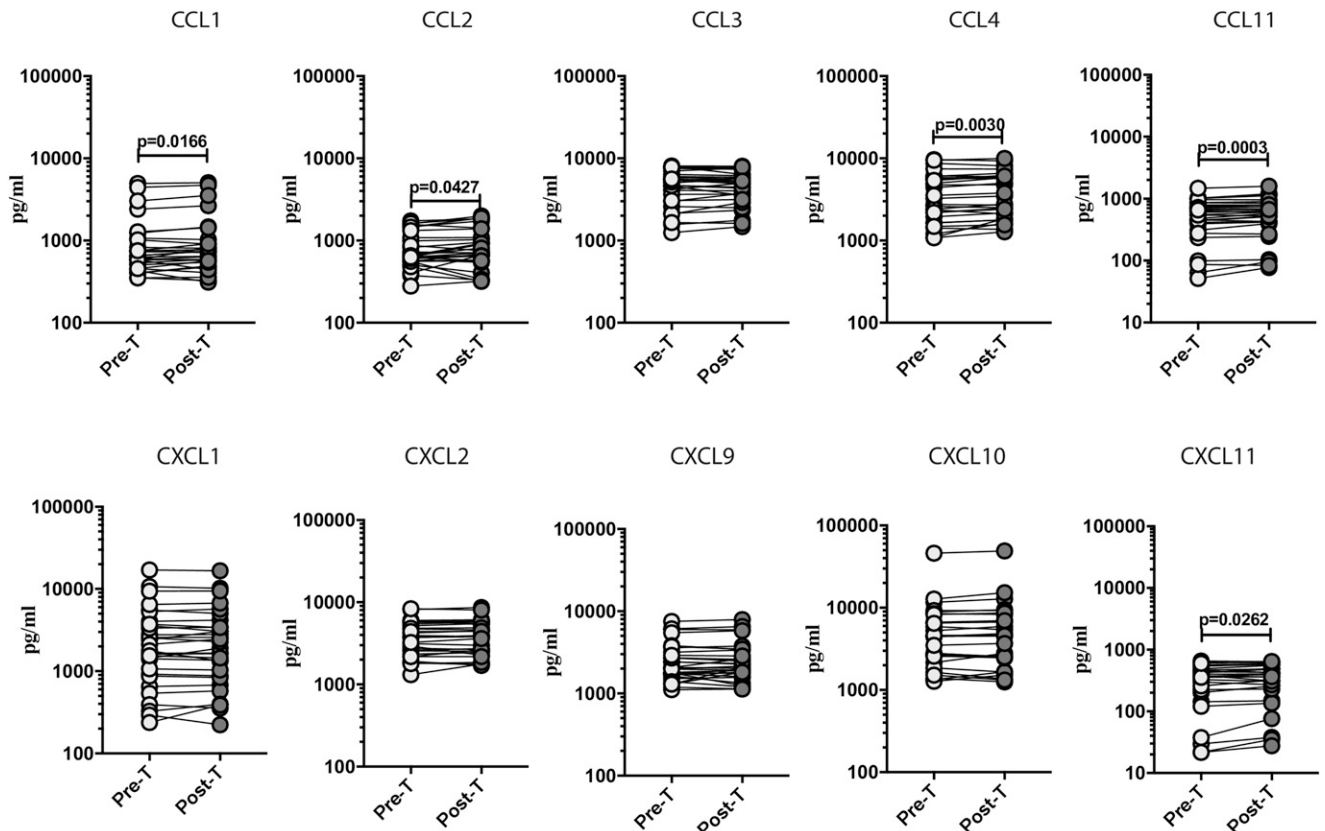 CCL1 CCL2 CCL3 CCL4 CCL11
100000 100000 100000 100000 100000
p=0.0166 p=0.0427 p=0.0030 p=0.0003
10000 10000 10000 10000 10000
pg/ml pg/ml pg/ml pg/ml pg/ml
1000 1000 1000 1000 1000
100
100 100 100 100 10
Pre-T Post-T Pre-T Post-T Pre-T Post-T Pre-T Post-T Pre-T Post-T
CXCL1 CXCL2 CXCL9 CXCL10 CXCL11
100000 100000 100000 100000 100000
10000 10000 10000 10000 10000
p=0.0262
pg/ml pg/ml pg/ml pg/ml pg/ml
1000 1000 1000 1000 1000
100
100 100 100 100 10
Pre-T Post-T Pre-T Post-T Pre-T Post-T Pre-T Post-T Pre-T Post-T